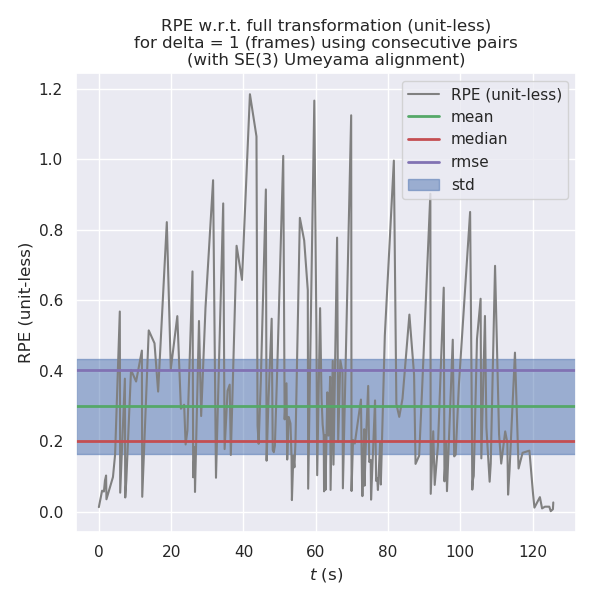 RPE w.r.t. full transformation (unit-less)
for delta = 1 (frames) using consecutive pairs
(with SE(3) Umeyama alignment)
RPE (unit-less)
mean
median
rmse
std
RPE (unit-less)
1.2
1.0
0.8
0.6
0.4
0.2
0.0
0 20 40 60 80 100 120
t (s)